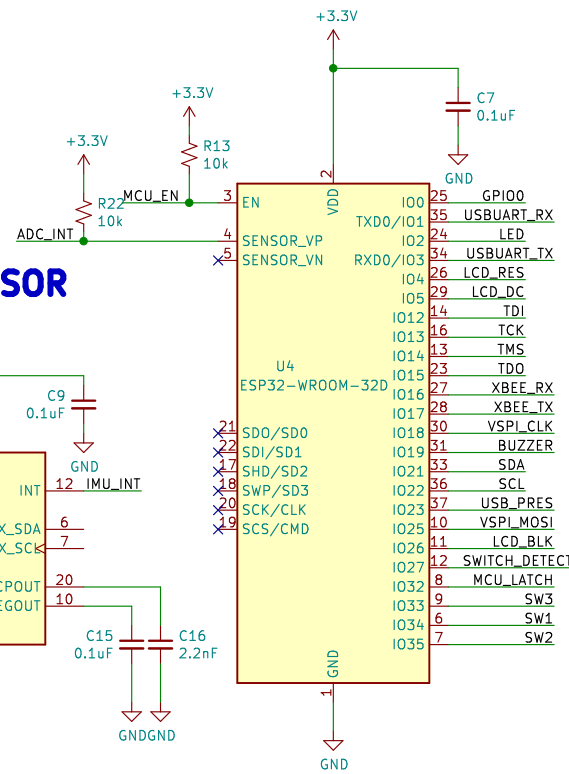 +3.3V
C7
0.1uF
GND
+3.3V
R13
10k
+3.3V
R22
10k
MCU_EN
ADC_INT
SOR
2
VDD
3 EN
4 SENSOR_VP
5 SENSOR_VN
U4
ESP32-WROOM-32D
21 SDO/SD0
22 SDI/SD1
17 SHD/SD2
18 SWP/SD3
20 SCK/CLK
19 SCS/CMD
IO0 25 GPIO0
TXD0/IO1 35 USBUART_RX
IO2 24 LED
RXD0/IO3 34 USBUART_TX
IO4 26 LCD_RES
IO5 29 LCD_DC
IO12 14 TDI
IO13 16 TCK
IO14 13 TMS
IO15 23 TDO
IO16 27 XBEE_RX
IO17 28 XBEE_TX
IO18 30 VSPI_CLK
IO19 31 BUZZER
IO21 33 SDA
IO22 36 SCL
IO23 37 USB_PRES
IO25 10 VSPI_MOSI
IO26 11 LCD_BLK
IO27 12 SWITCH_DETECT
IO32 8 MCU_LATCH
IO33 9 SW3
IO34 6 SW1
IO35 7 SW2
GND
1
GND
C9
0.1uF
GND
INT 12 IMU_INT
X_SDA 6
X_SCK 7
CPOUT 20
EGOUT 10
C15
0.1uF
C16
2.2nF
GND
GND